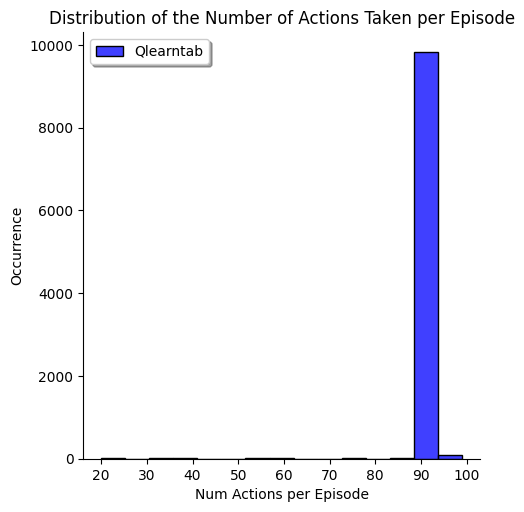 Distribution of the Number of Actions Taken per Episode
Qlearntab
10000
8000
6000
4000
2000
0
Occurrence
20 30 40 50 60 70 80 90 100
Num Actions per Episode